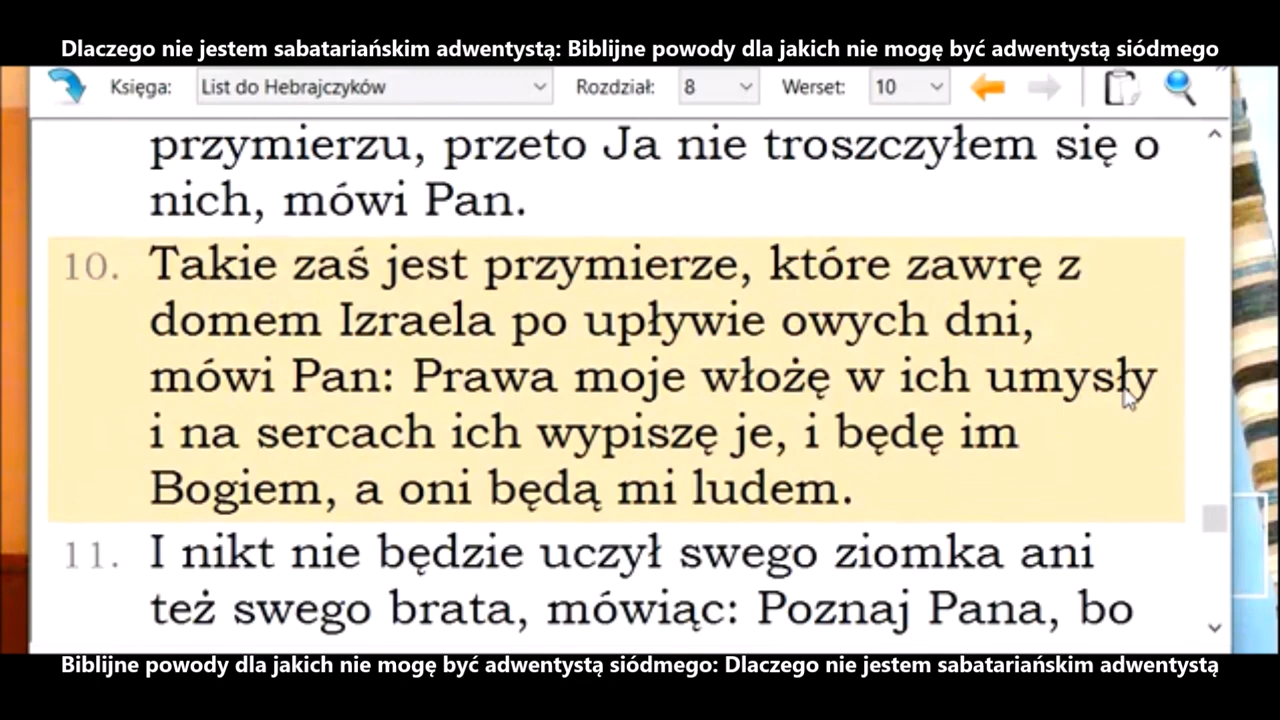 Dlaczego nie jestem sabatariańskim adwentystą: Biblijne powody dla jakich nie mogę być adwentystą siódmego
Księga: List do Hebrajczyków Rozdział: 8 Werset: 10
przymierzu, przeto Ja nie troszczyłem się o
nich, mówi Pan.
10. Takie zaś jest przymierze, które zawrę z
domem Izraela po upływie owych dni,
mówi Pan: Prawa moje włożę w ich umysły
i na sercach ich wypiszę je, i będę im
Bogiem, a oni będą mi ludem.
11. I nikt nie będzie uczył swego ziomka ani
też swego brata, mówiąc: Poznaj Pana, bo
Biblijne powody dla jakich nie mogę być adwentystą siódmego: Dlaczego nie jestem sabatariańskim adwentystą